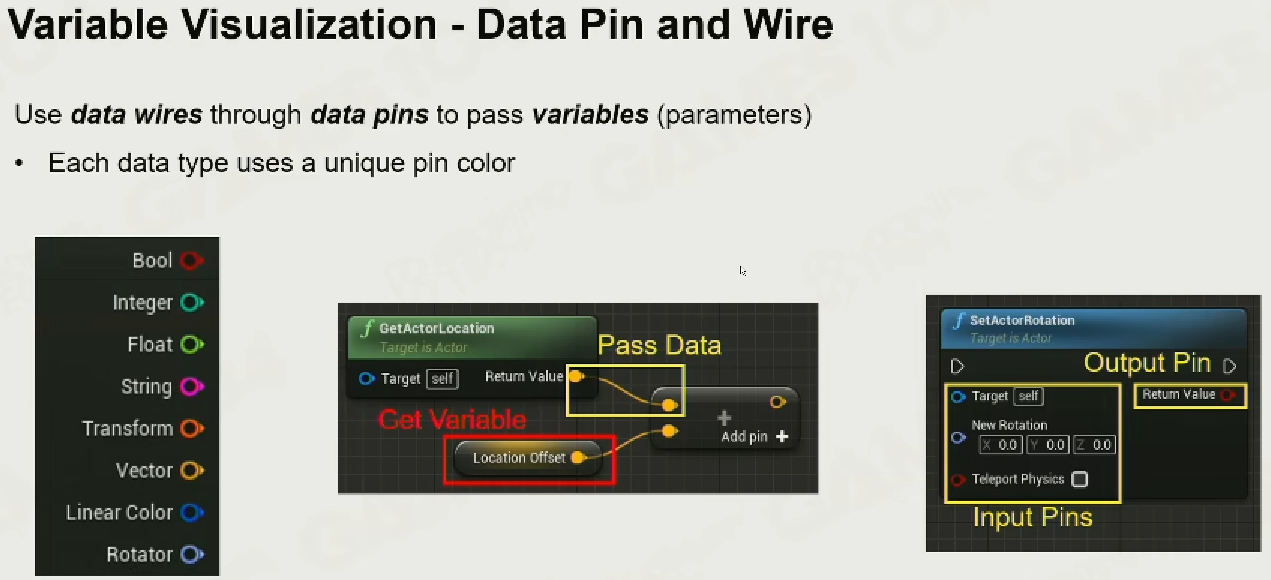 Variable Visualization - Data Pin and Wire
Use data wires through data pins to pass variables (parameters)
• Each data type uses a unique pin color
Bool
Integer
Float
String
Transform
Vector
Linear Color
Rotator
f GetActorLocation
Target is Actor
Target self Return Value
Pass Data
Get Variable
Location Offset
+
Add pin +
f SetActorRotation
Target is Actor
Output Pin
Target self
Return Value
New Rotation
X 0.0 Y 0.0 Z 0.0
Teleport Physics
Input Pins